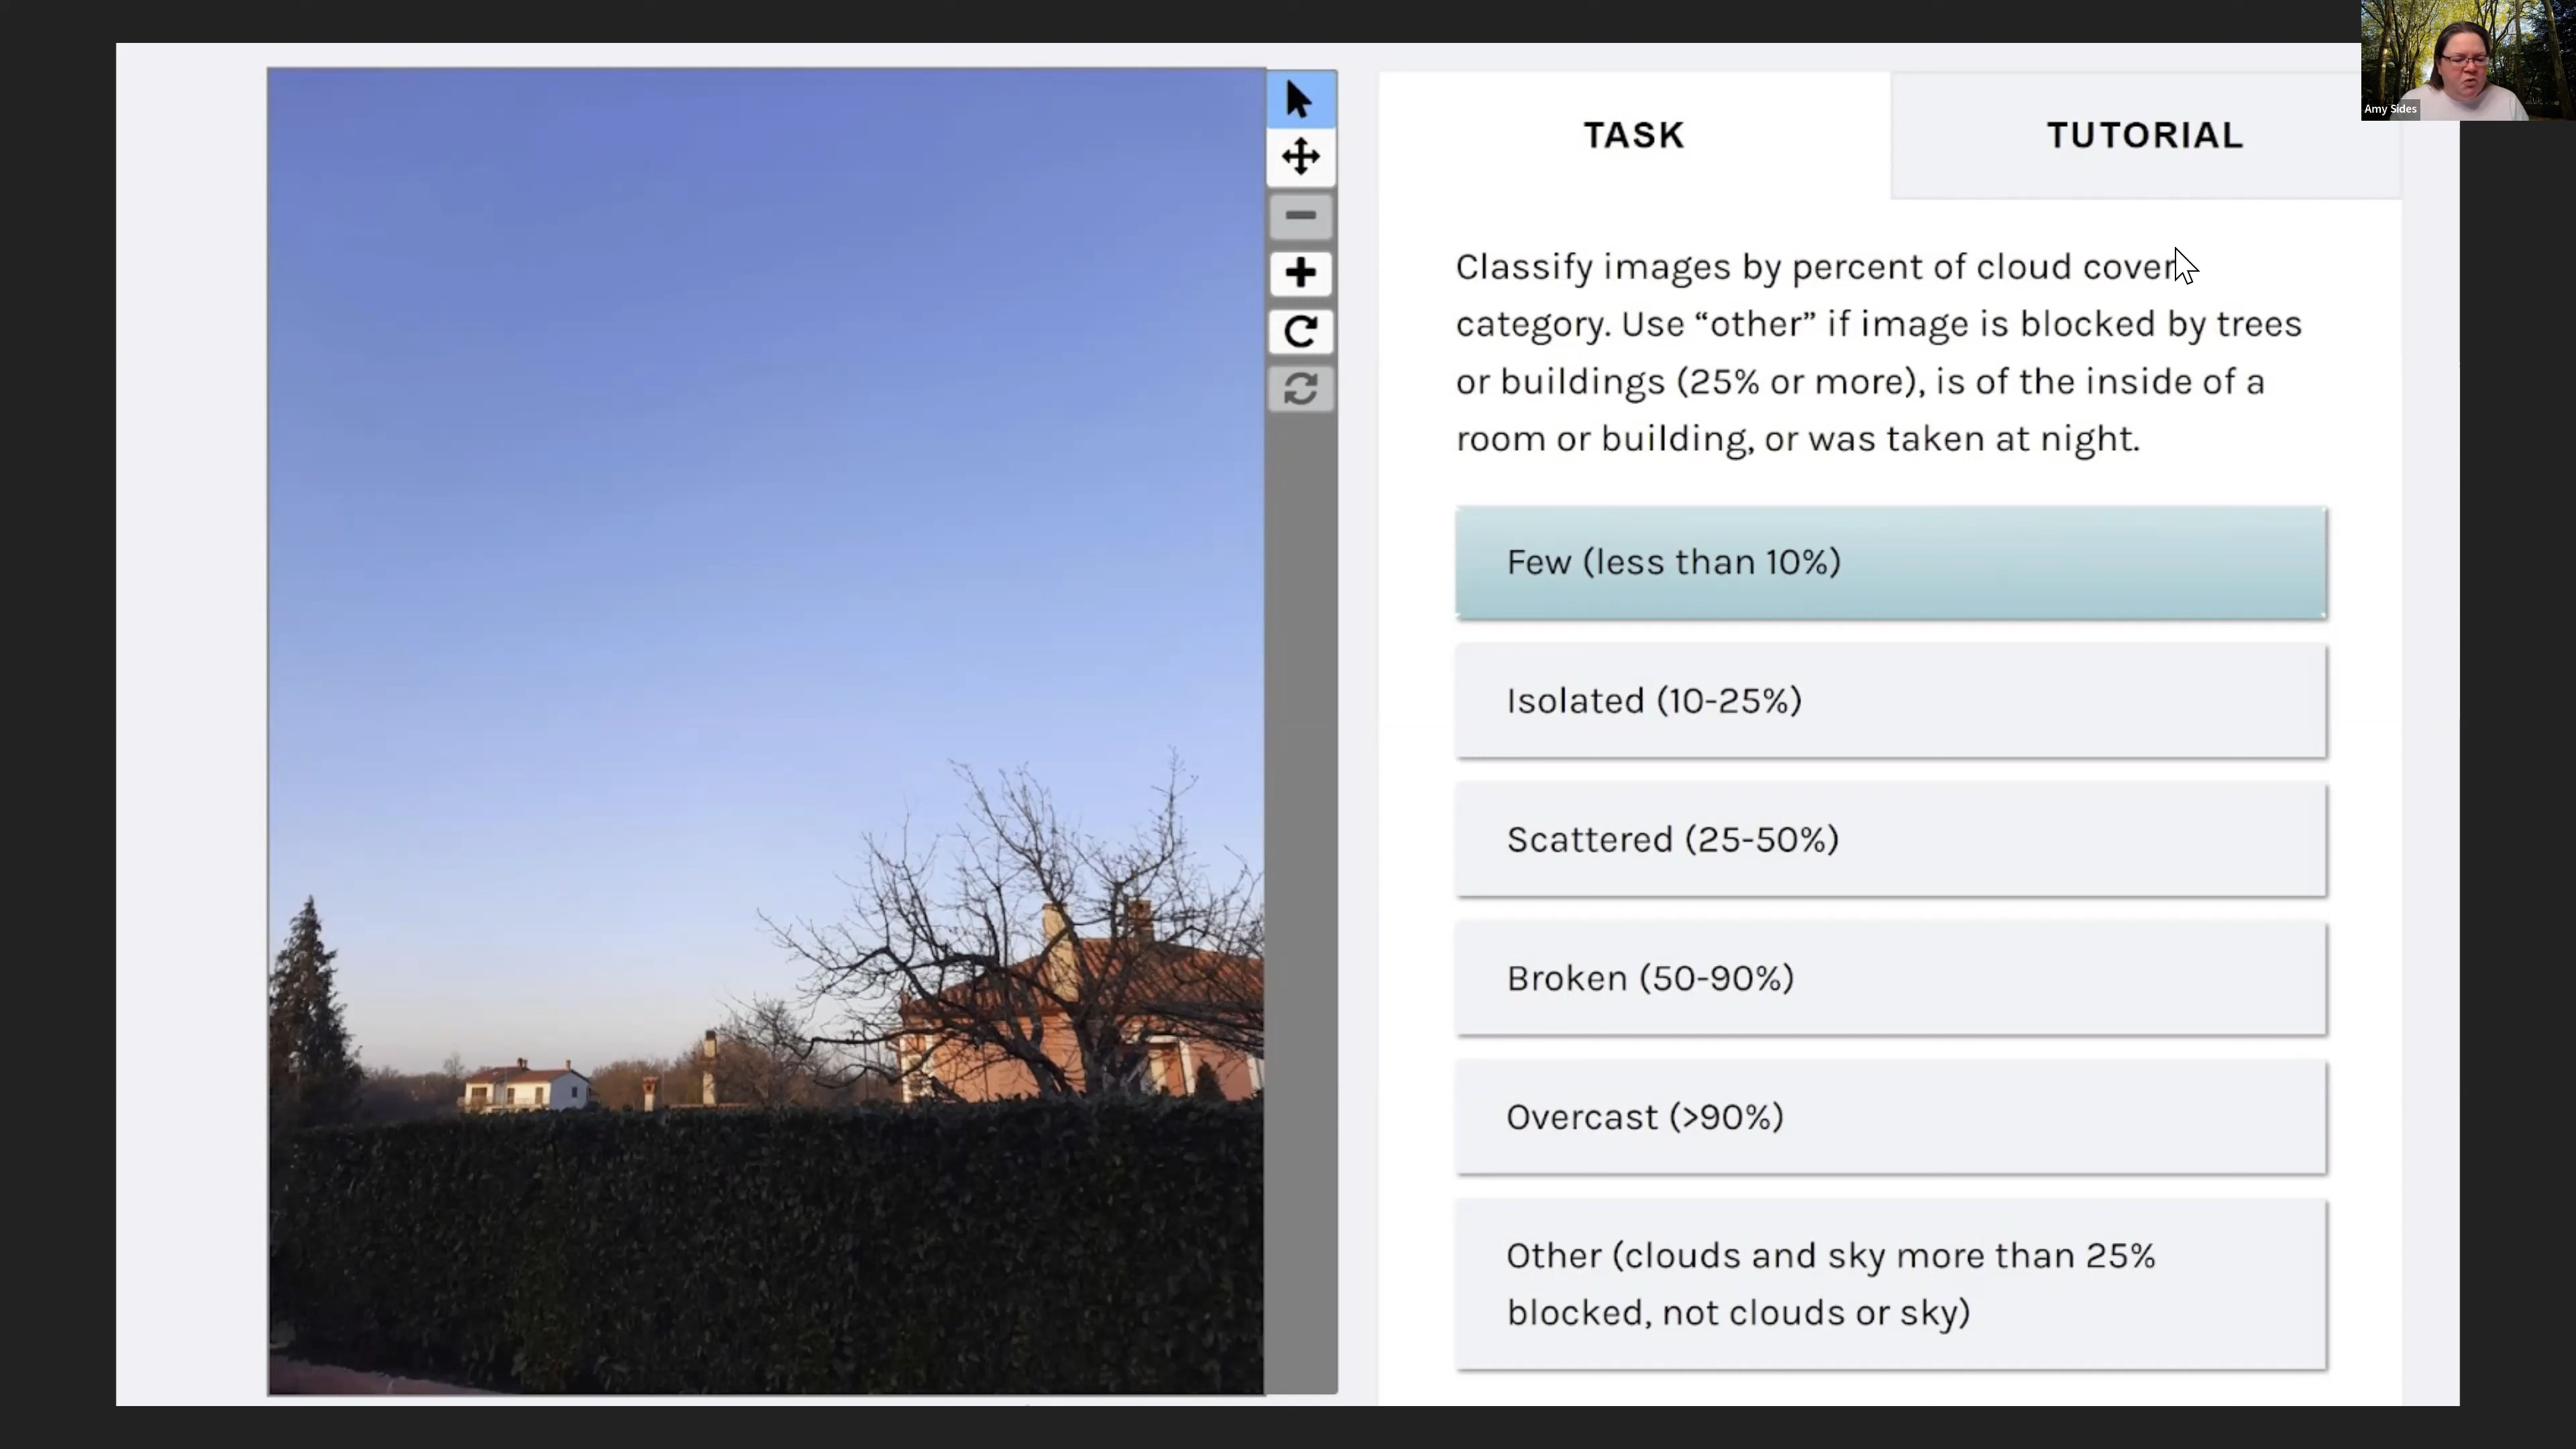 Amy Sides
TASK
TUTORIAL
Classify images by percent of cloud cover
category. Use “other” if image is blocked by trees
or buildings (25% or more), is of the inside of a
room or building, or was taken at night.
Few (less than 10%)
Isolated (10-25%)
Scattered (25-50%)
Broken (50-90%)
Overcast (>90%)
Other (clouds and sky more than 25%
blocked, not clouds or sky)